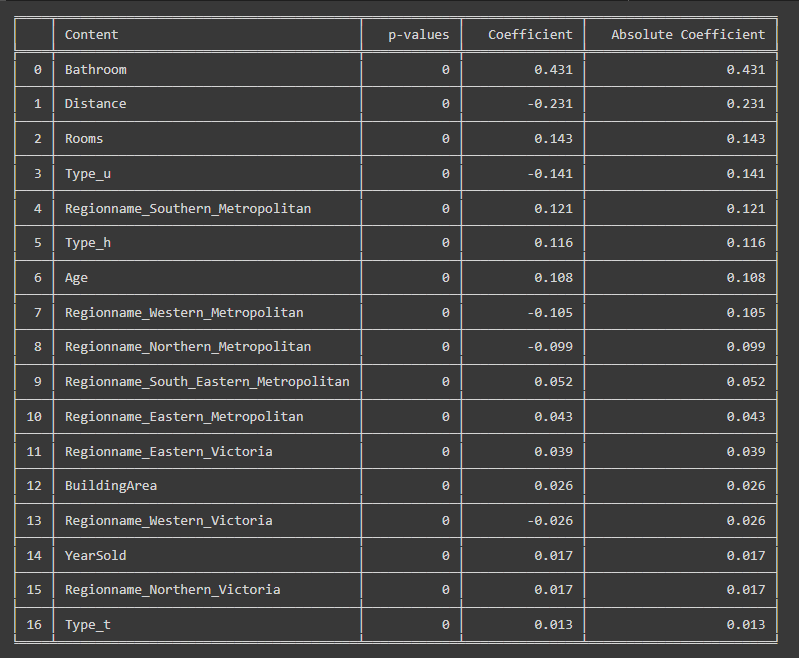 Content p-values Coefficient Absolute Coefficient
0 Bathroom 0 0.431 0.431
1 Distance 0 -0.231 0.231
2 Rooms 0 0.143 0.143
3 Type_u 0 -0.141 0.141
4 Regionname_Southern_Metropolitan 0 0.121 0.121
5 Type_h 0 0.116 0.116
6 Age 0 0.108 0.108
7 Regionname_Western_Metropolitan 0 -0.105 0.105
8 Regionname_Northern_Metropolitan 0 -0.099 0.099
9 Regionname_South_Eastern_Metropolitan 0 0.052 0.052
10 Regionname_Eastern_Metropolitan 0 0.043 0.043
11 Regionname_Eastern_Victoria 0 0.039 0.039
12 BuildingArea 0 0.026 0.026
13 Regionname_Western_Victoria 0 -0.026 0.026
14 YearSold 0 0.017 0.017
15 Regionname_Northern_Victoria 0 0.017 0.017
16 Type_t 0 0.013 0.013